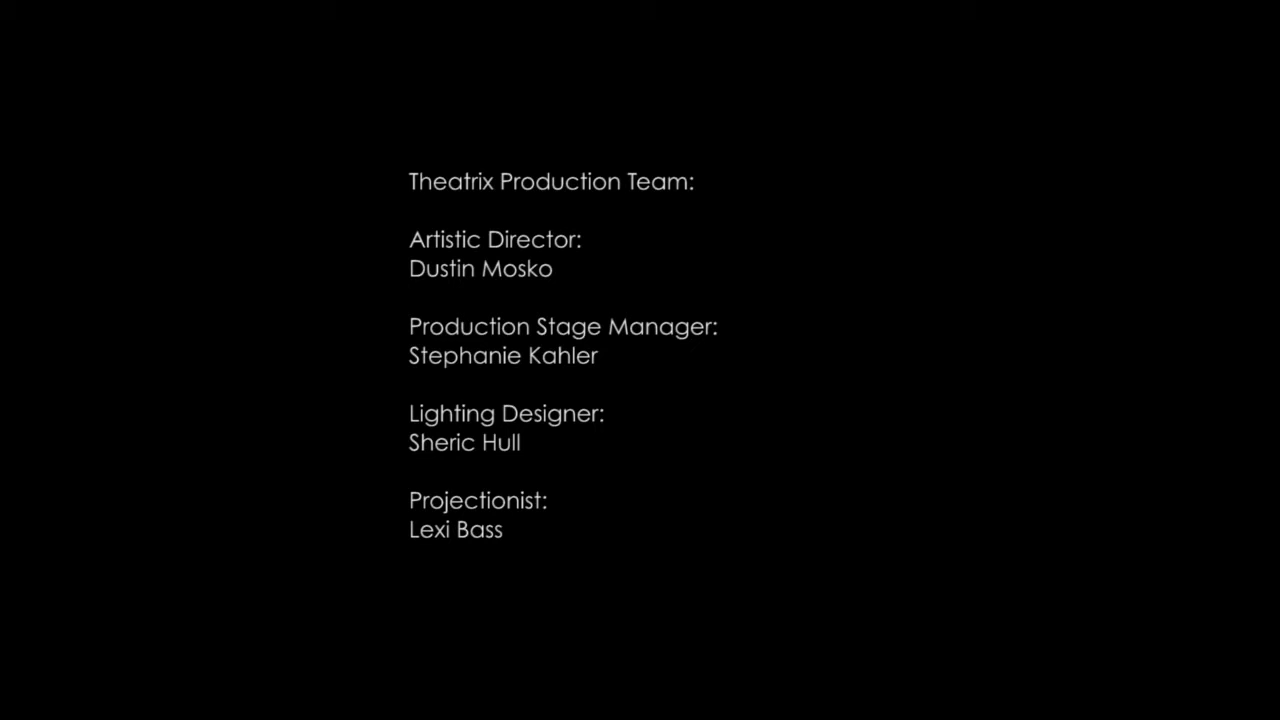 Theatrix Production Team:
Artistic Director:
Dustin Mosko
Production Stage Manager:
Stephanie Kahler
Lighting Designer:
Sheric Hull
Projectionist:
Lexi Bass